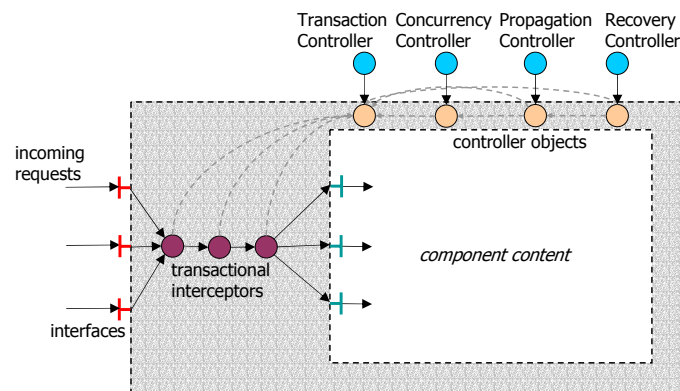 Transaction Concurrency Propagation Recovery
Controller Controller Controller Controller
controller objects
incoming
requests
component content
transactional
interceptors
interfaces